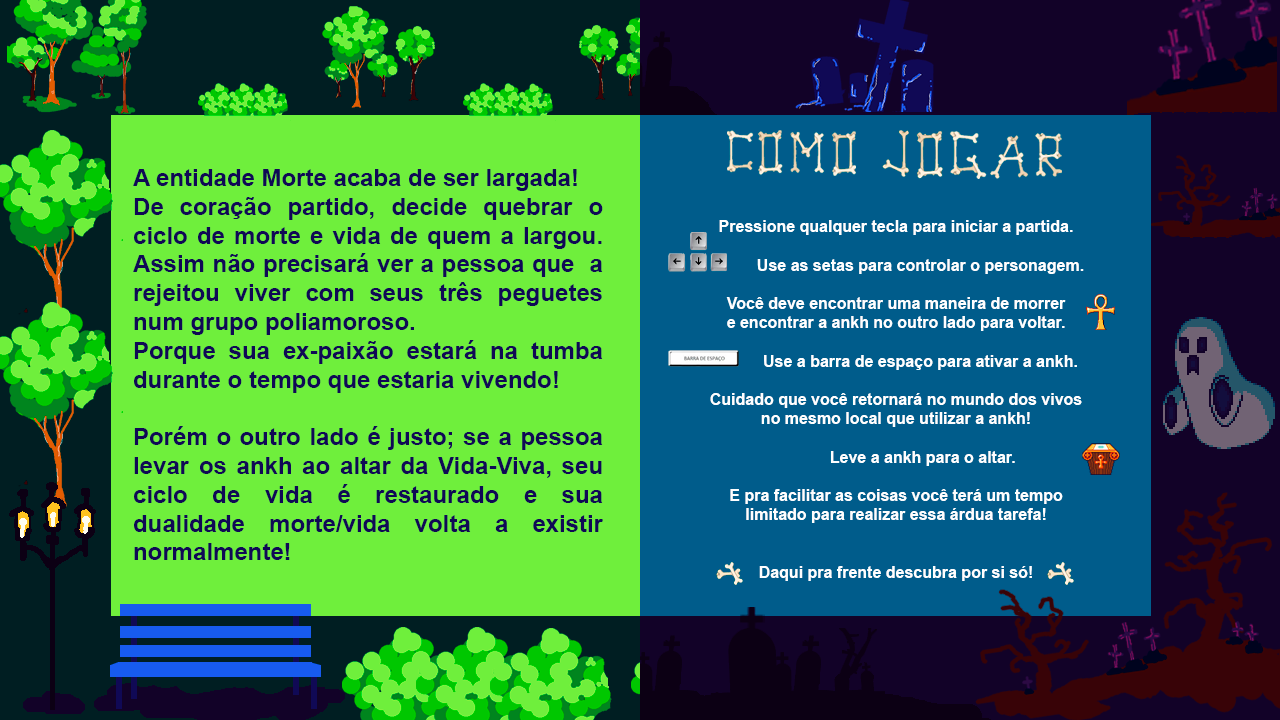 A entidade Morte acaba de ser largada!
De coração partido, decide quebrar o
ciclo de morte e vida de quem a largou.
Assim não precisará ver a pessoa que a
rejeitou viver com seus três peguetes
num grupo poliamoroso.
Porque sua ex-paixão estará na tumba
durante o tempo que estaria vivendo!
Porém o outro lado é justo; se a pessoa
levar os ankh ao altar da Vida-Viva, seu
ciclo de vida é restaurado e sua
dualidade morte/vida volta a existir
normalmente!
COMO JOGAR
Pressione qualquer tecla para iniciar a partida.
Use as setas para controlar o personagem.
Você deve encontrar uma maneira de morrer
e encontrar a ankh no outro lado para voltar.
BARRA DE ESPAÇO
Use a barra de espaço para ativar a ankh.
Cuidado que você retornará no mundo dos vivos
no mesmo local que utilizar a ankh!
Leve a ankh para o altar.
E pra facilitar as coisas você terá um tempo
limitado para realizar essa árdua tarefa!
Daqui pra frente descubra por si só!